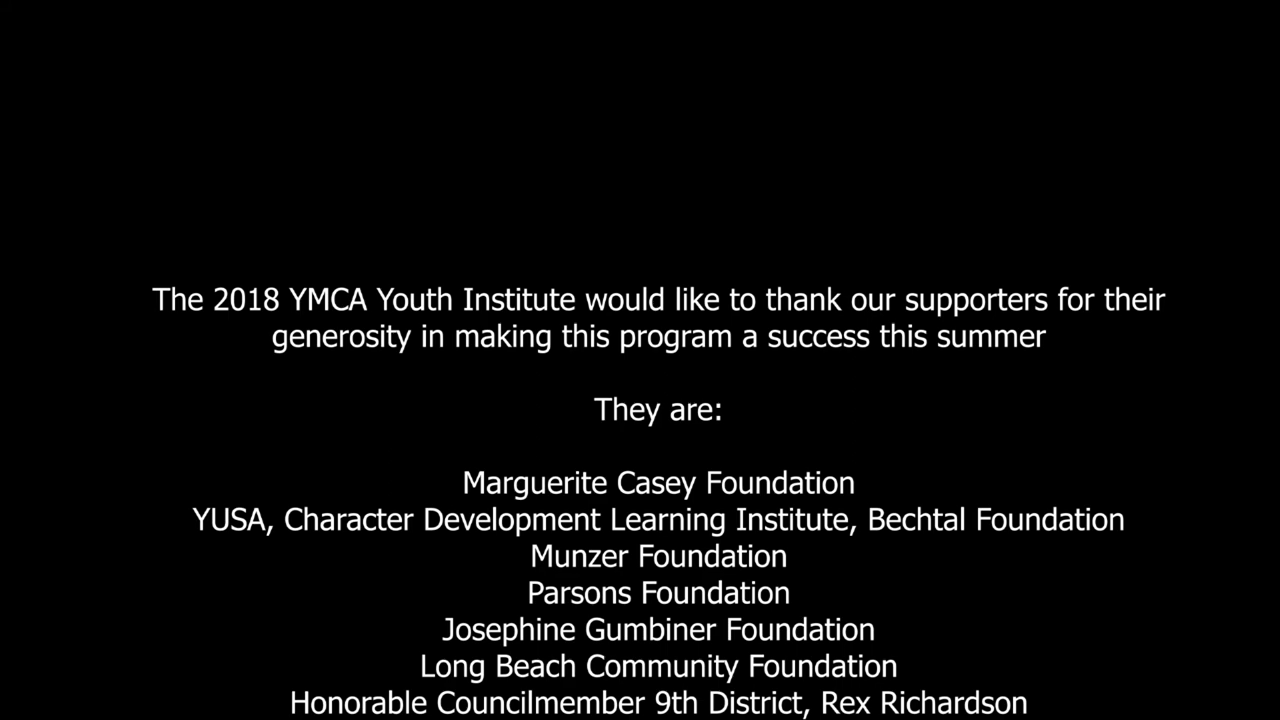 The 2018 YMCA Youth Institute would like to thank our supporters for their
generosity in making this program a success this summer
They are:
Marguerite Casey Foundation
YUSA, Character Development Learning Institute, Bechtal Foundation
Munzer Foundation
Parsons Foundation
Josephine Gumbiner Foundation
Long Beach Community Foundation
Honorable Councilmember 9th District, Rex Richardson